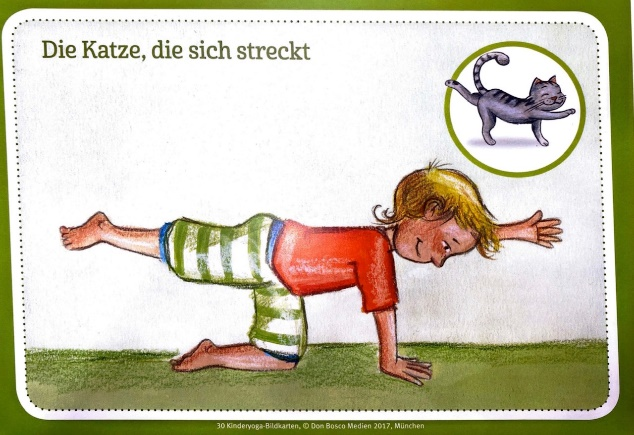 Die Katze, die sich streckt
30 Kinderyoga-Bildkarten, © Don Bosco Medien 2017, München